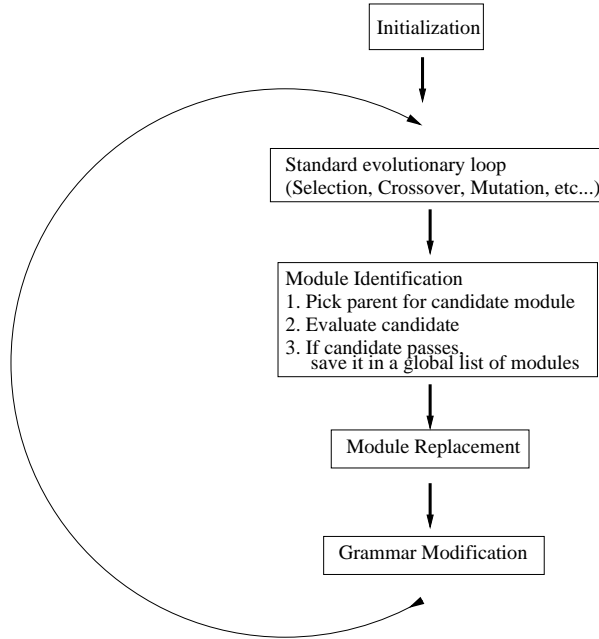 Initialization
Standard evolutionary loop
(Selection, Crossover, Mutation, etc...)
Module Identification
1. Pick parent for candidate module
2. Evaluate candidate
3. If candidate passes,
save it in a global list of modules
Module Replacement
Grammar Modification